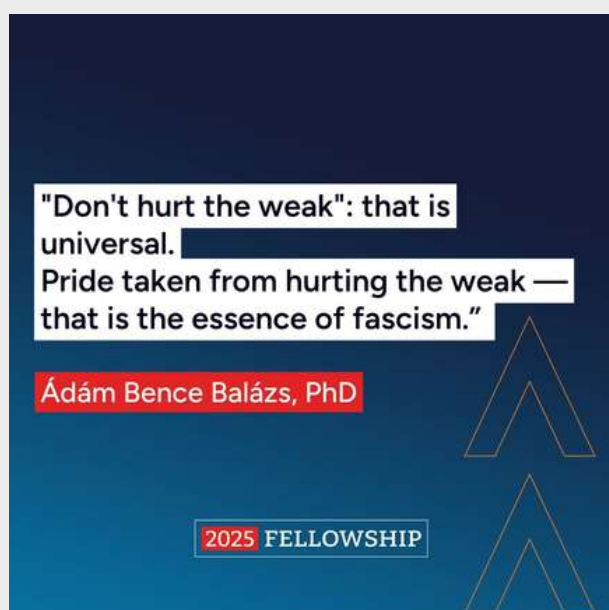 "Don't hurt the weak": that is
universal.
Pride taken from hurting the weak —
that is the essence of fascism.”
Ádám Bence Balázs, PhD
2025 FELLOWSHIP